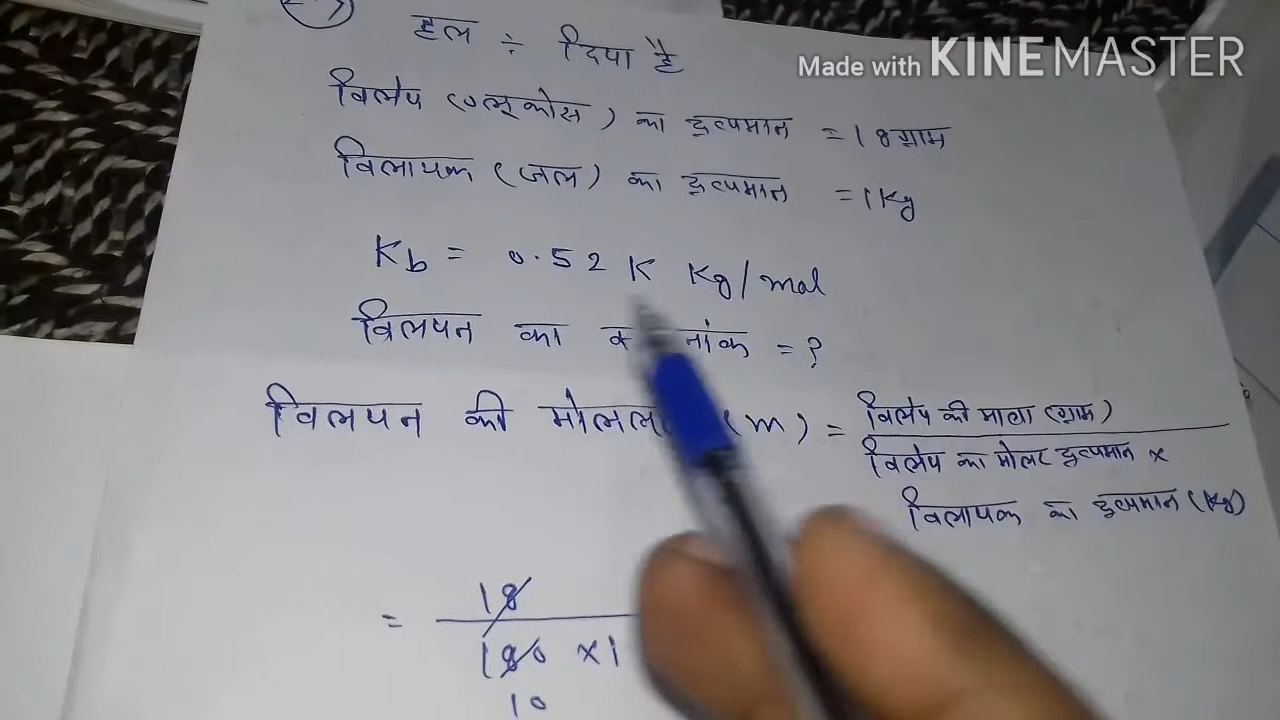 हल ÷ दिया है
Made with KINEMASTER
विलेय (ग्लूकोस) का द्रव्यमान = 18 ग्राम
विलायक (जल) का द्रव्यमान = 1 Kg
Kb = 0.52 K Kg/mol
विलयन का = ?
विलयन की (m) = विलेय की मात्रा (ग्राम)
विलेय का मोलर द्रव्यमान ×
विलायक का द्रव्यमान (Kg)
= 18
180 × 1
10